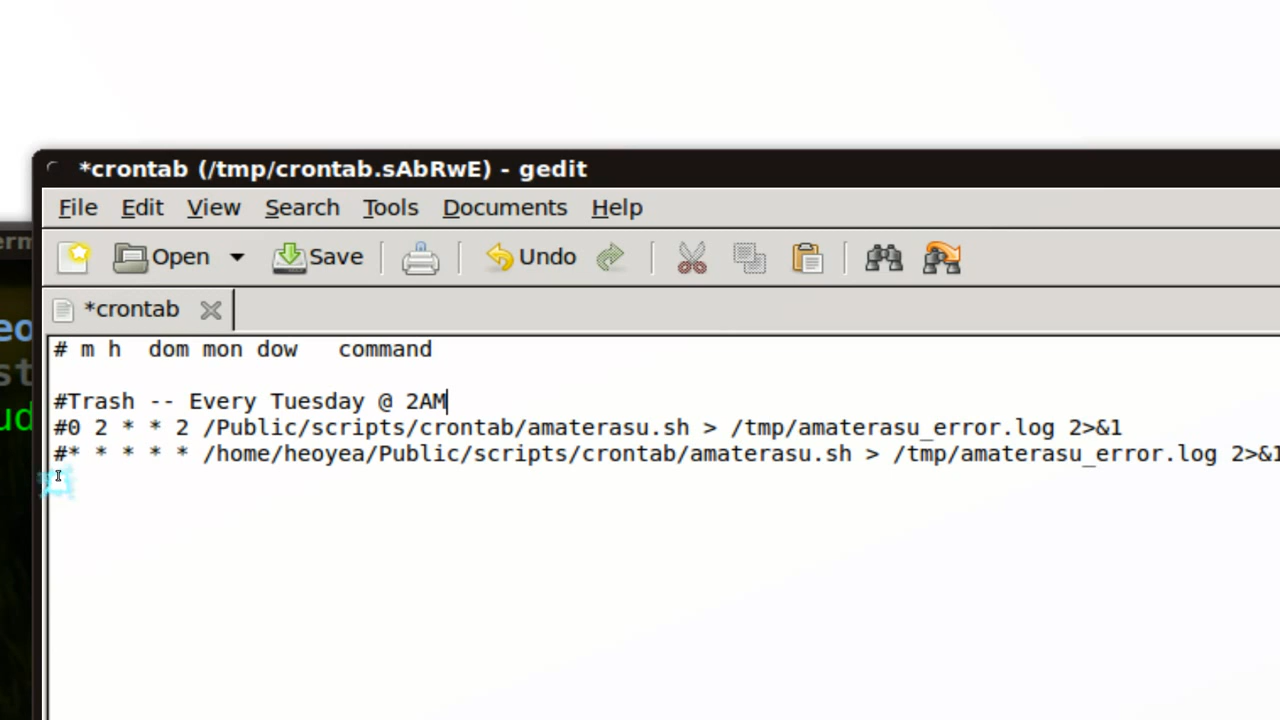 *crontab (/tmp/crontab.sAbRwE) - gedit
File Edit View Search Tools Documents Help
Open Save Undo
*crontab
# m h  dom mon dow   command
#Trash -- Every Tuesday @ 2AM
#0 2 * * 2 /Public/scripts/crontab/amaterasu.sh > /tmp/amaterasu_error.log 2>&1
#* * * * * /home/heoyea/Public/scripts/crontab/amaterasu.sh > /tmp/amaterasu_error.log 2>&1